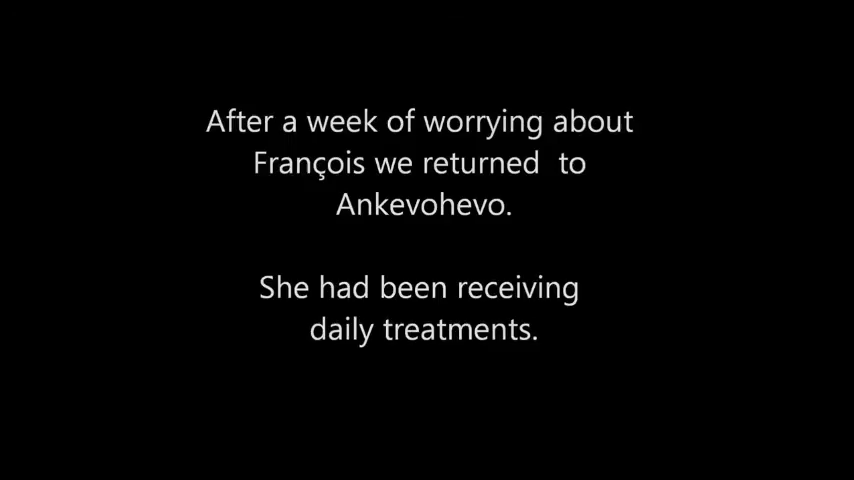 After a week of worrying about
François we returned  to
Ankevohevo.
She had been receiving
daily treatments.